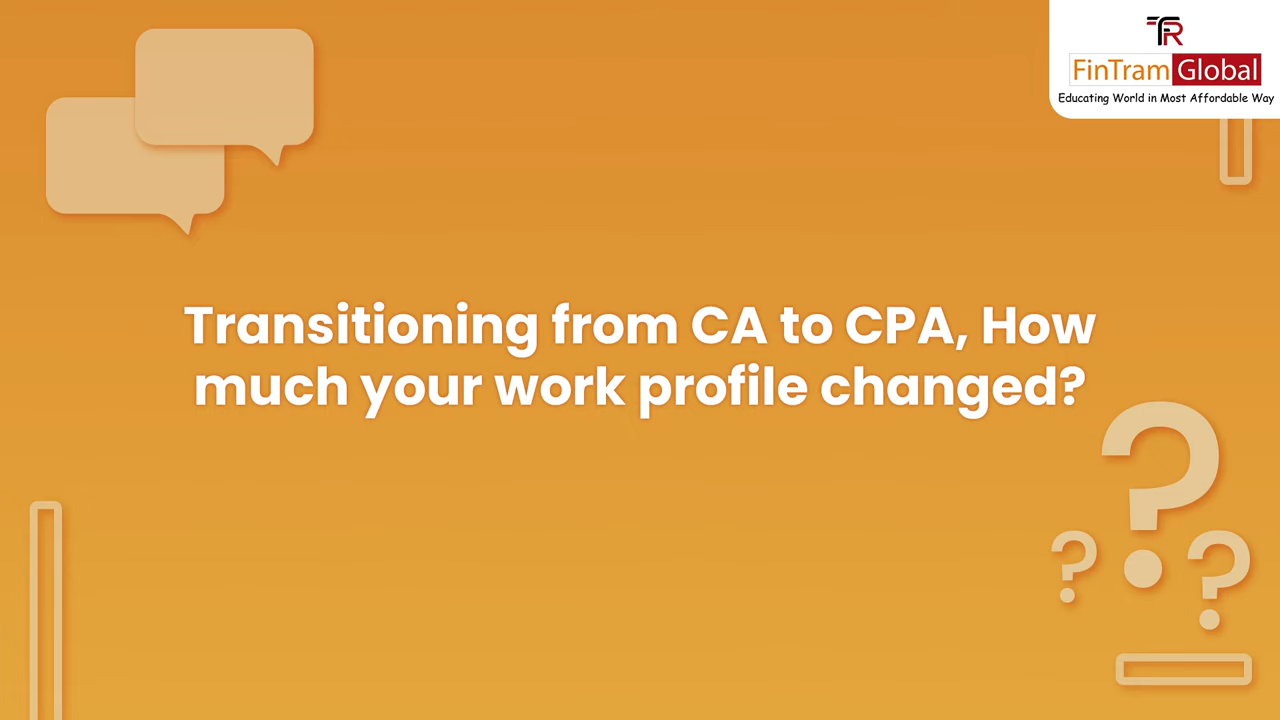 TR
FinTram Global
Educating World in Most Affordable Way
Transitioning from CA to CPA, How
much your work profile changed?